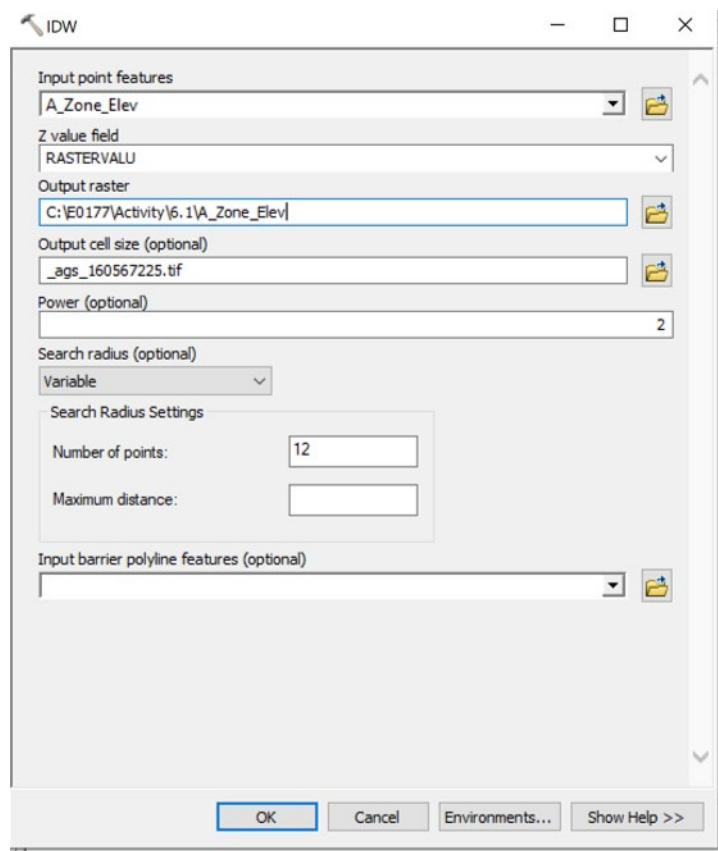 IDW
Input point features
A_Zone_Elev
Z value field
RASTERVALU
Output raster
C:\E0177\Activity\6.1\A_Zone_Elev
Output cell size (optional)
_ags_160567225.tif
Power (optional)
2
Search radius (optional)
Variable
Search Radius Settings
Number of points: 12
Maximum distance:
Input barrier polyline features (optional)
OK Cancel Environments... Show Help >>